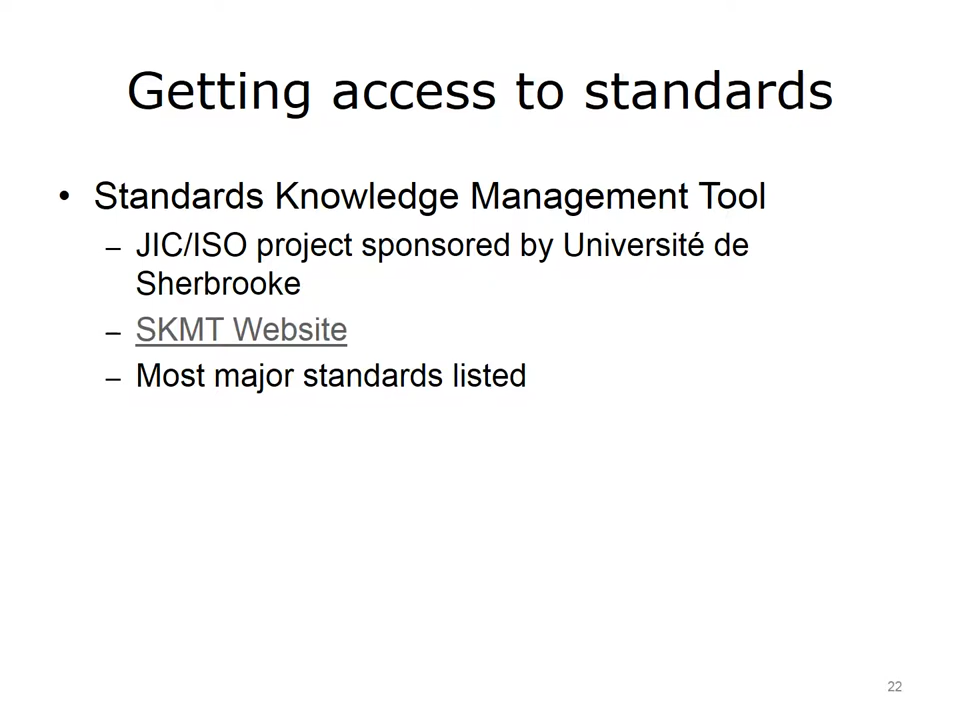 Getting access to standards
• Standards Knowledge Management Tool
– JIC/ISO project sponsored by Université de
Sherbrooke
– SKMT Website
– Most major standards listed
22